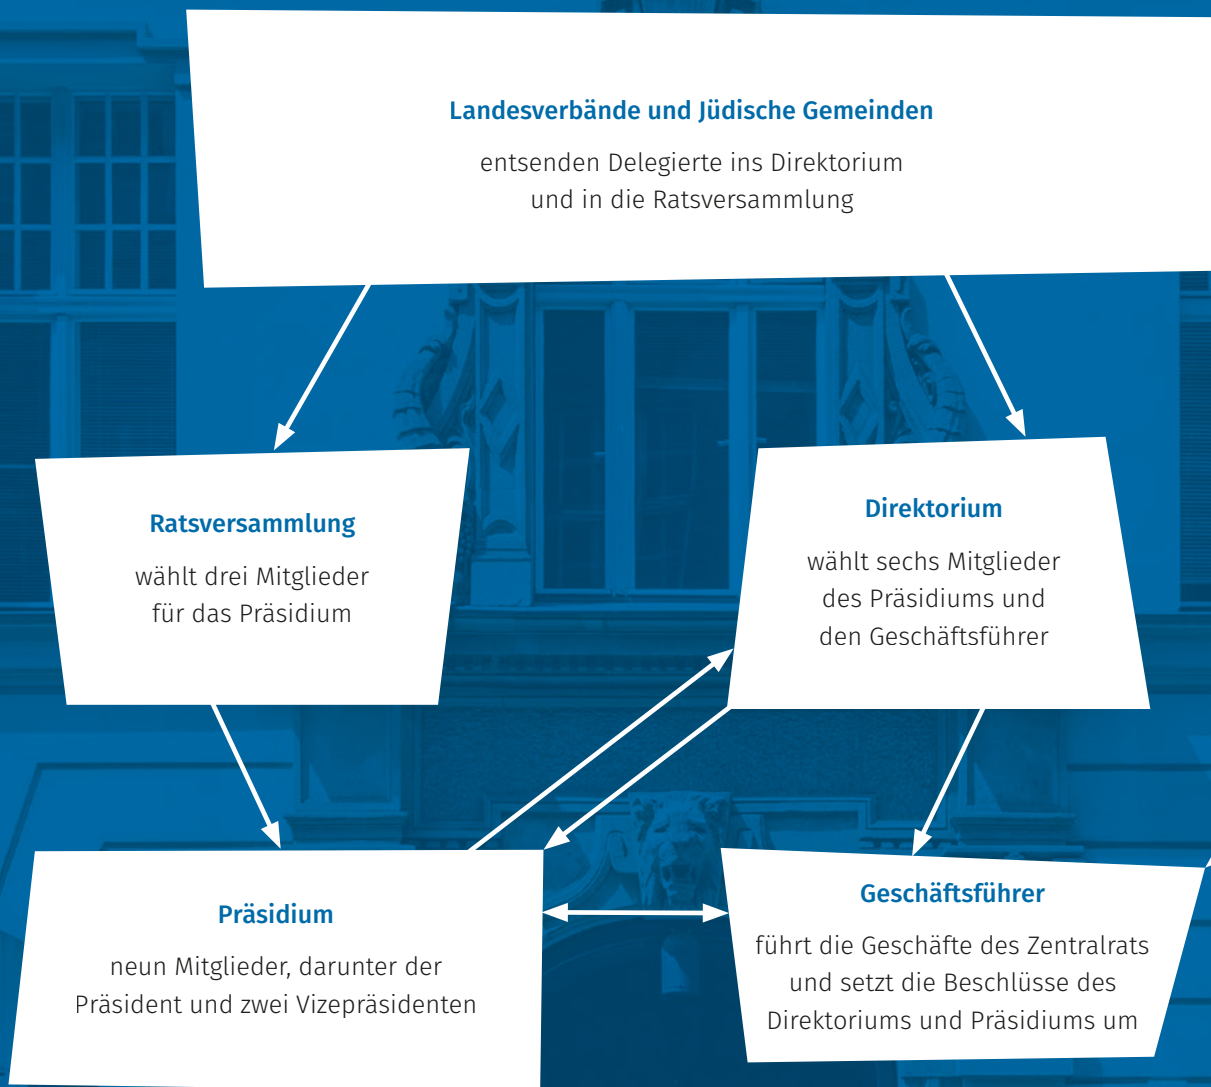 Landesverbände und Jüdische Gemeinden
entsenden Delegierte ins Direktorium
und in die Ratsversammlung
Ratsversammlung
wählt drei Mitglieder
für das Präsidium
Direktorium
wählt sechs Mitglieder
des Präsidiums und
den Geschäftsführer
Präsidium
neun Mitglieder, darunter der
Präsident und zwei Vizepräsidenten
Geschäftsführer
führt die Geschäfte des Zentralrats
und setzt die Beschlüsse des
Direktoriums und Präsidiums um